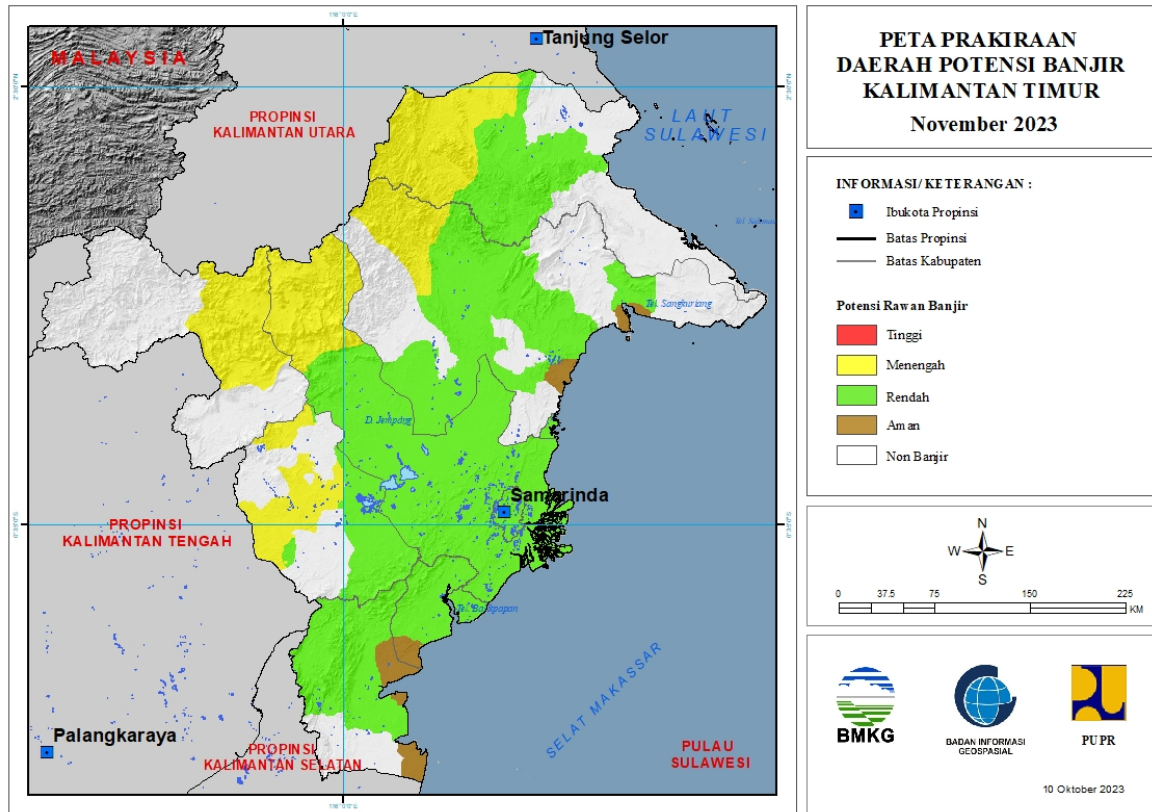 PETA PRAKIRAAN
DAERAH POTENSI BANJIR
KALIMANTAN TIMUR
November 2023
INFORMASI/ KETERANGAN :
Ibukota Propinsi
Batas Propinsi
Batas Kabupaten
Potensi Rawan Banjir
Tinggi
Menengah
Rendah
Aman
Non Banjir
N
W E
S
0 37.5 75 150 225
KM
BMKG
BADAN INFORMASI
GEOSPASIAL
PUPR
10 Oktober 2023
Tanjung Selor
MALAYSIA
PROPINSI
KALIMANTAN UTARA
LAUT
SULAWESI
Tel. Sangkuriang
D. Jempang
Samarinda
PROPINSI
KALIMANTAN TENGAH
SELAT MAKASSAR
Palangkaraya
PROPINSI
KALIMANTAN SELATAN
PULAU
SULAWESI